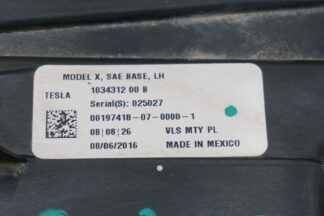 MODEL X, SAE BASE, LH
TESLA 1034312 00 B
Serial(S): 025027
00197418-07-0000-1
08|08|26 VLS MTY PL
08/06/2016 MADE IN MEXICO